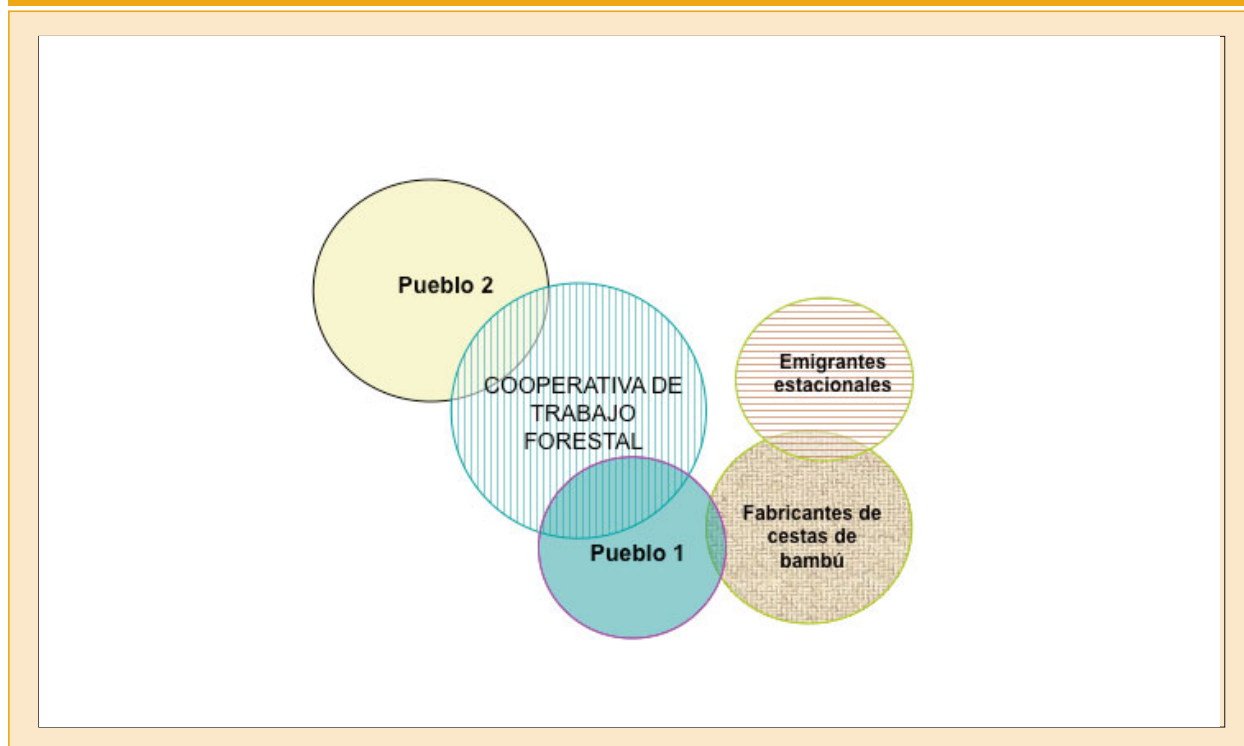 Pueblo 2
COOPERATIVA DE
TRABAJO
FORESTAL
Emigrantes
estacionales
Fabricantes de
cestas de
bambú
Pueblo 1